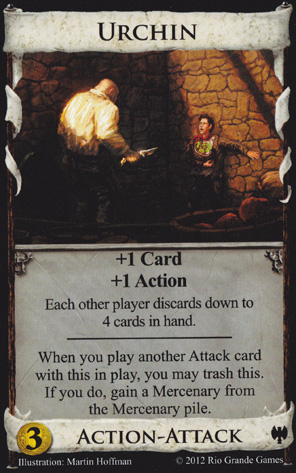 URCHIN
+1 Card
+1 Action
Each other player discards down to
4 cards in hand.
When you play another Attack card
with this in play, you may trash this.
If you do, gain a Mercenary from
the Mercenary pile.
3
ACTION-ATTACK
Illustration: Martin Hoffman
© 2012 Rio Grande Games